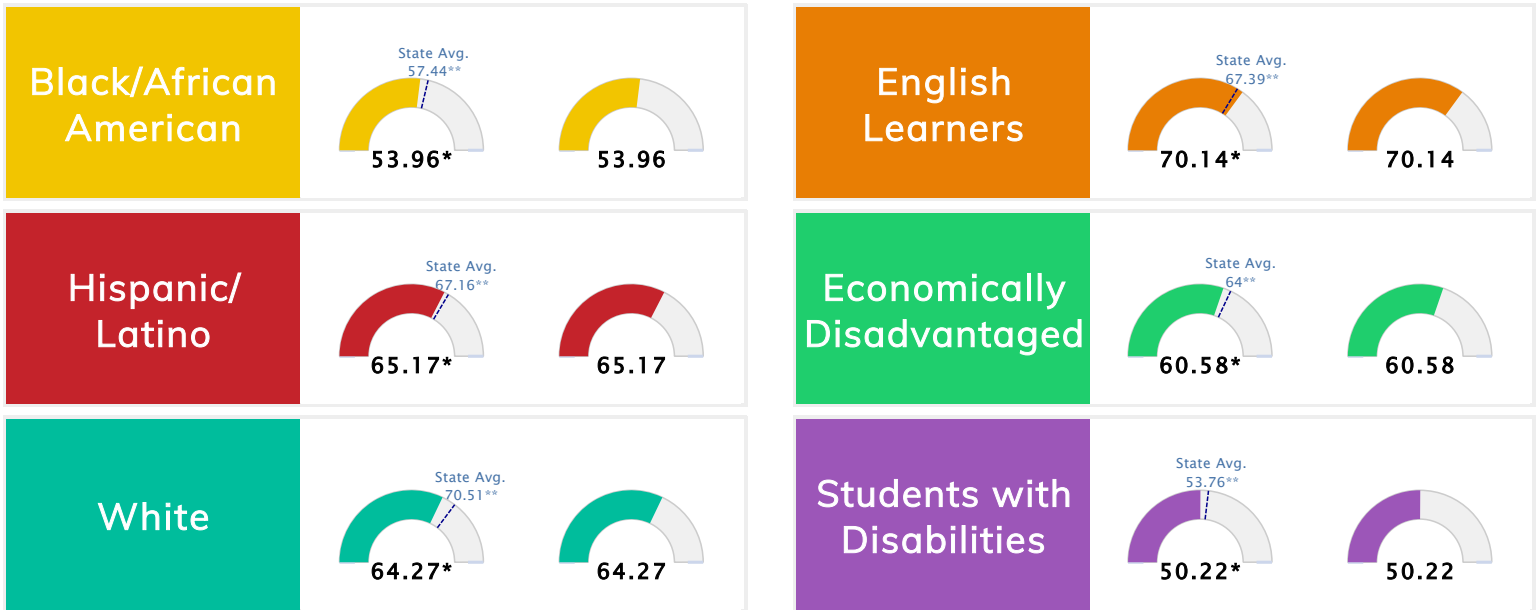 Black/African
American
State Avg.
57.44**
53.96*
53.96
English
Learners
State Avg.
67.39**
70.14*
70.14
Hispanic/
Latino
State Avg.
67.16**
65.17*
65.17
Economically
Disadvantaged
State Avg.
64**
60.58*
60.58
White
State Avg.
70.51**
64.27*
64.27
Students with
Disabilities
State Avg.
53.76**
50.22*
50.22